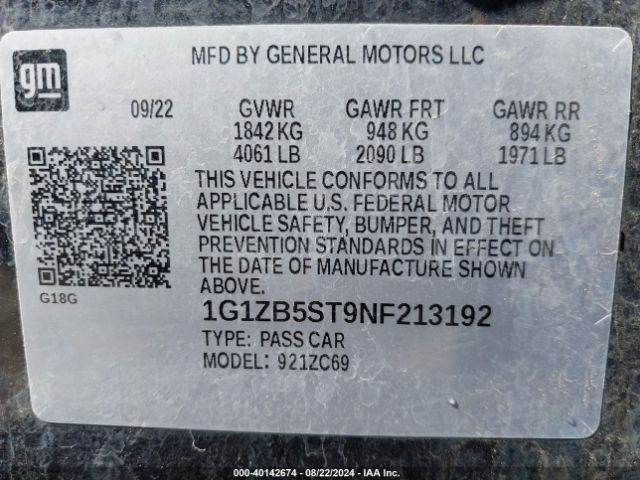 gm
MFD BY GENERAL MOTORS LLC
09/22 GVWR GAWR FRT GAWR RR
1842 KG 948 KG 894 KG
4061 LB 2090 LB 1971 LB
THIS VEHICLE CONFORMS TO ALL
APPLICABLE U.S. FEDERAL MOTOR
VEHICLE SAFETY, BUMPER, AND THEFT
PREVENTION STANDARDS IN EFFECT ON
THE DATE OF MANUFACTURE SHOWN
ABOVE.
G18G
1G1ZB5ST9NF213192
TYPE: PASS CAR
MODEL: 921ZC69
000-40142674 / 08/22/2024 - IAA Inc.